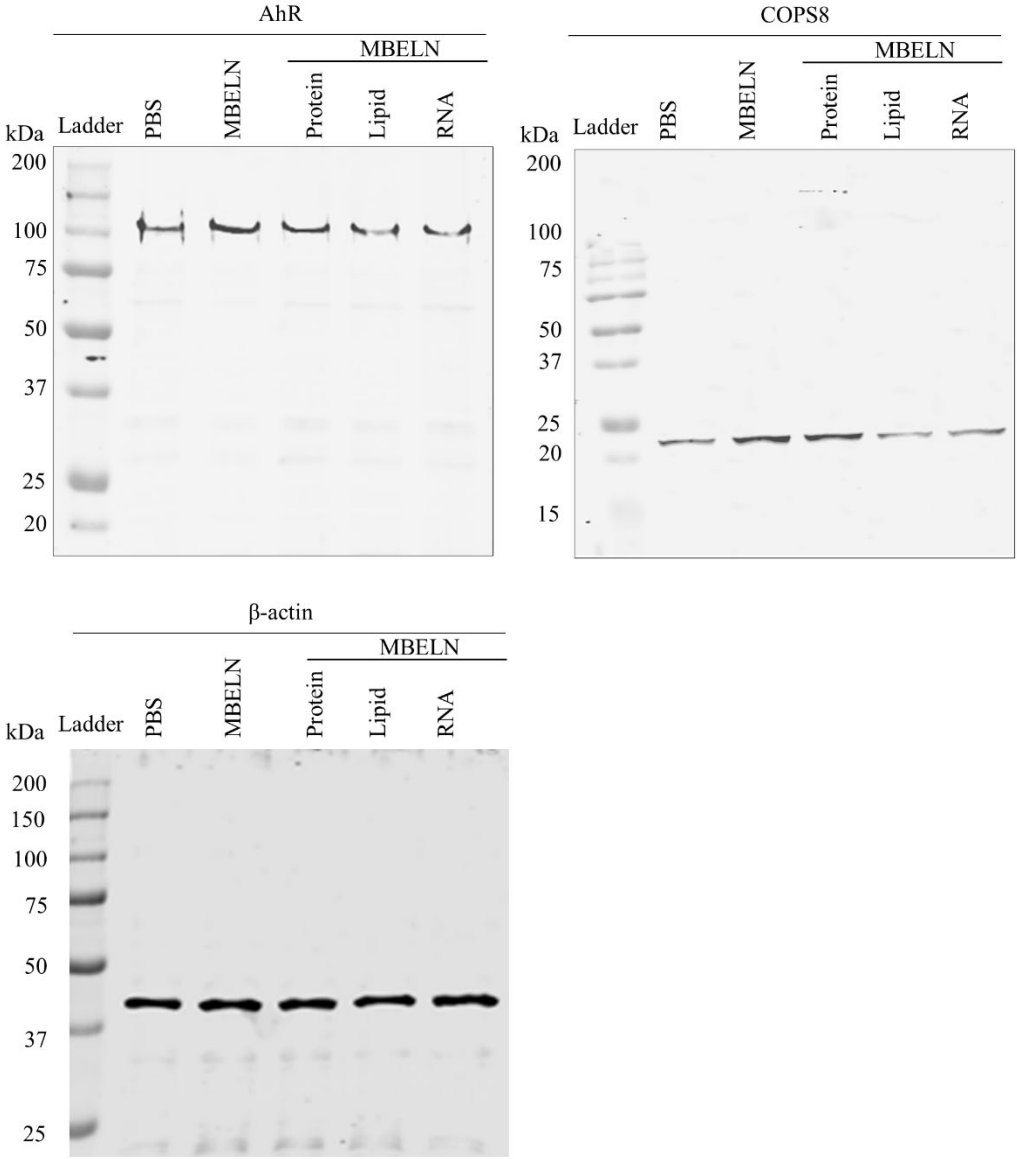 AhR
MBELN
kDa Ladder PBS MBELN Protein Lipid RNA
200
100
75
50
37
25
20
COPS8
MBELN
kDa Ladder PBS MBELN Protein Lipid RNA
200
100
75
50
37
25
20
15
β-actin
MBELN
kDa Ladder PBS MBELN Protein Lipid RNA
200
150
100
75
50
37
25